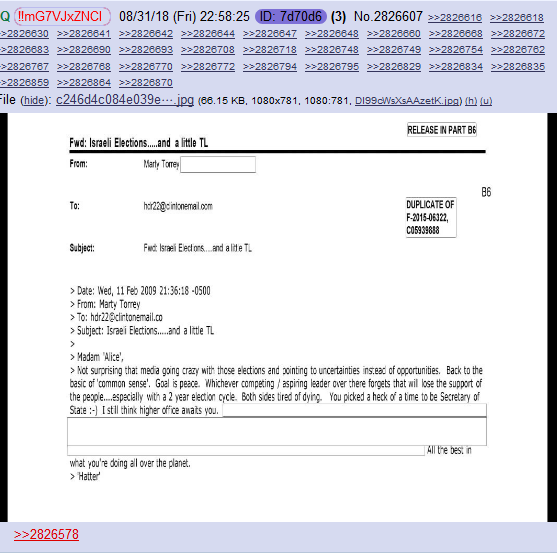 Q !!mG7VJxZNCI 08/31/18 (Fri) 22:58:25 ID: 7d70d6 (3) No.2826607 >>2826616 >>2826618
>>2826630 >>2826641 >>2826642 >>2826644 >>2826647 >>2826648 >>2826660 >>2826668 >>2826672
>>2826683 >>2826690 >>2826693 >>2826708 >>2826718 >>2826748 >>2826749 >>2826754 >>2826762
>>2826767 >>2826768 >>2826770 >>2826772 >>2826794 >>2826795 >>2826829 >>2826834 >>2826835
>>2826859 >>2826864 >>2826870
File (hide): c246d4c084e039e⋯.jpg (66.15 KB, 1080x781, 1080:781, DI99cWsXsAAzetK.jpg) (h) (u)
RELEASE IN PART B6
Fwd: Israeli Elections.....and a little TL
From: Marty Torrey
B6
To: hdr22@clintonemail.com
DUPLICATE OF
F-2015-06322,
C05939888
Subject: Fwd: Israeli Elections.....and a little TL
> Date: Wed, 11 Feb 2009 21:36:18 -0500
> From: Marty Torrey
> To: hdr22@clintonemail.co
> Subject: Israeli Elections.....and a little TL
>
> Madam 'Alice',
> Not surprising that media going crazy with those elections and pointing to uncertainties instead of opportunities. Back to the
basic of 'common sense'. Goal is peace. Whichever competing / aspiring leader over there forgets that will lose the support of
the people....especially with a 2 year election cycle. Both sides tired of dying. You picked a heck of a time to be Secretary of
State :-) I still think higher office awaits you.
All the best in
what you're doing all over the planet.
> 'Hatter'
>>2826578